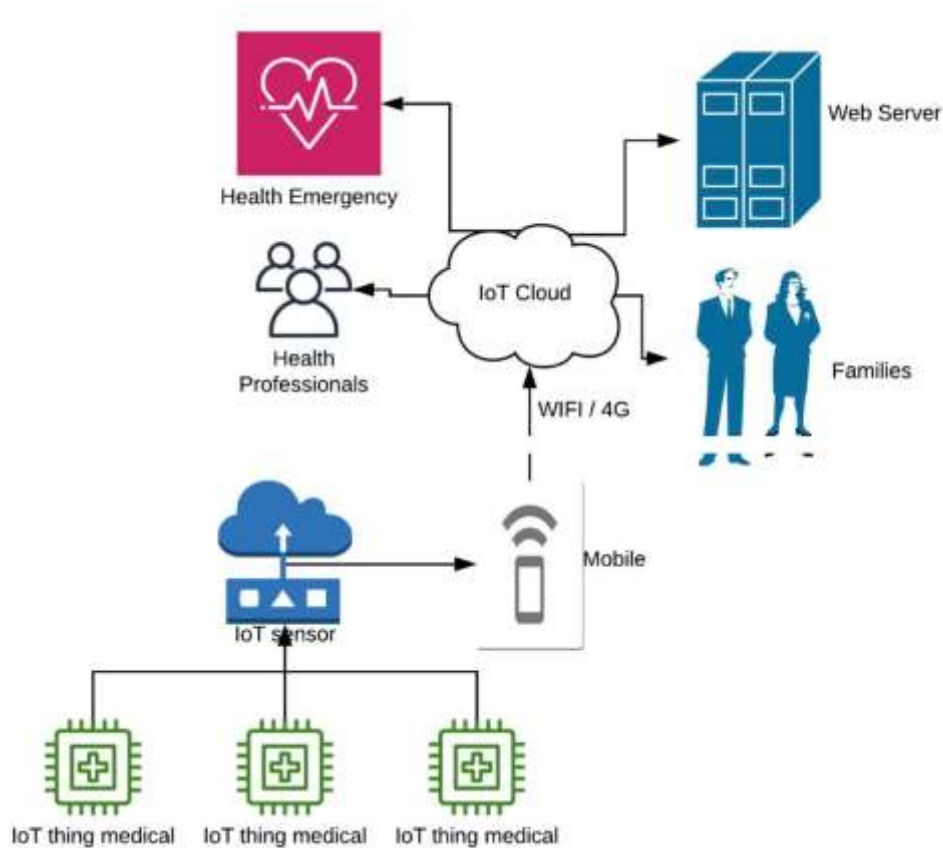 Web Server
Health Emergency
IoT Cloud
Health
Professionals
Families
WIFI / 4G
Mobile
IoT sensor
IoT thing medical
IoT thing medical
IoT thing medical